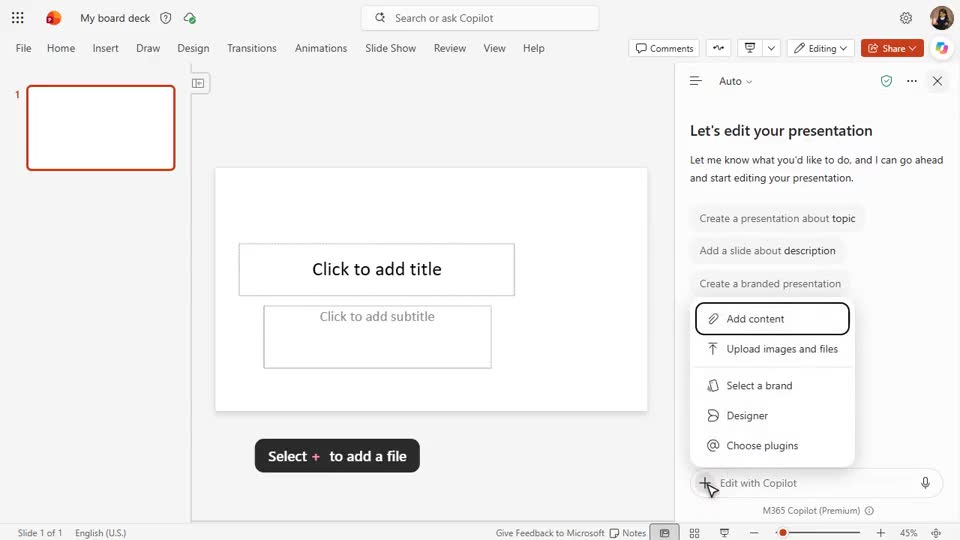 My board deck
Search or ask Copilot
File Home Insert Draw Design Transitions Animations Slide Show Review View Help
Comments Editing Share
1
Click to add title
Click to add subtitle
Select + to add a file
Auto
Let's edit your presentation
Let me know what you'd like to do, and I can go ahead
and start editing your presentation.
Create a presentation about topic
Add a slide about description
Create a branded presentation
Add content
Upload images and files
Select a brand
Designer
Choose plugins
Edit with Copilot
M365 Copilot (Premium)
Slide 1 of 1 English (U.S.) Give Feedback to Microsoft Notes 45%